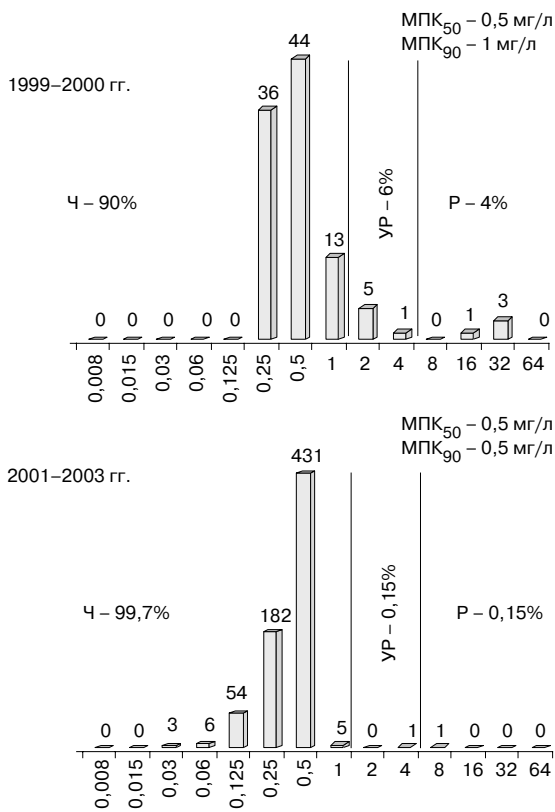 МПК50 – 0,5 мг/л
МПК90 – 1 мг/л
1999–2000 гг.
Ч – 90%
УР – 6%
Р – 4%
0 0 0 0 0 36 44 13 5 1 0 1 3 0
0,008 0,015 0,03 0,06 0,125 0,25 0,5 1 2 4 8 16 32 64
МПК50 – 0,5 мг/л
МПК90 – 0,5 мг/л
2001–2003 гг.
Ч – 99,7%
УР – 0,15%
Р – 0,15%
0 0 3 6 54 182 431 5 0 1 1 0 0 0
0,008 0,015 0,03 0,06 0,125 0,25 0,5 1 2 4 8 16 32 64